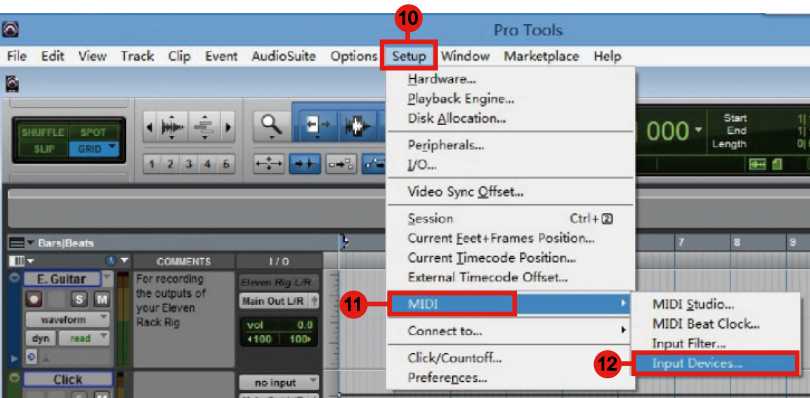 10
Pro Tools
File Edit View Track Clip Event AudioSuite Options Setup Window Marketplace Help
Hardware...
Playback Engine...
Disk Allocation...
Peripherals...
I/O...
Video Sync Offset...
Session Ctrl+2
Current Feet+Frames Position...
Current Timecode Position...
External Timecode Offset...
11
MIDI
Connect to...
Click/Countoff...
Preferences...
MIDI Studio...
MIDI Beat Clock...
Input Filter...
12
Input Devices...
SHUFFLE SPOT
SLIP GRID
1 2 3 4 5
000
Start
End
Length
Bars|Beats
7 8 9
COMMENTS I/O
E. Guitar
S M
waveform
dyn read
For recording
the outputs of
your Eleven
Rack Rig
Eleven Rig L/R
Main Out L/R
vol 0.0
100 100
Click
no input